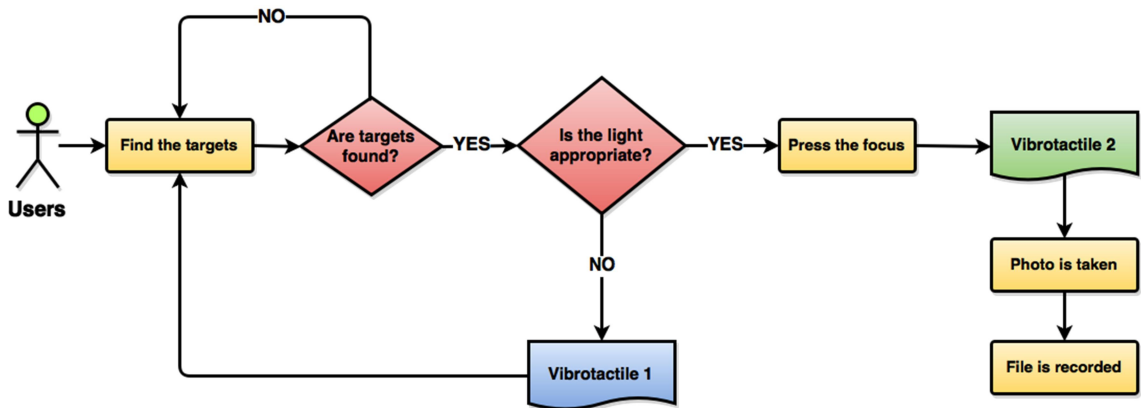 NO
Find the targets
Are targets
found?
YES
Is the light
appropriate?
YES
Press the focus
Vibrotactile 2
Users
NO
Photo is taken
Vibrotactile 1
File is recorded